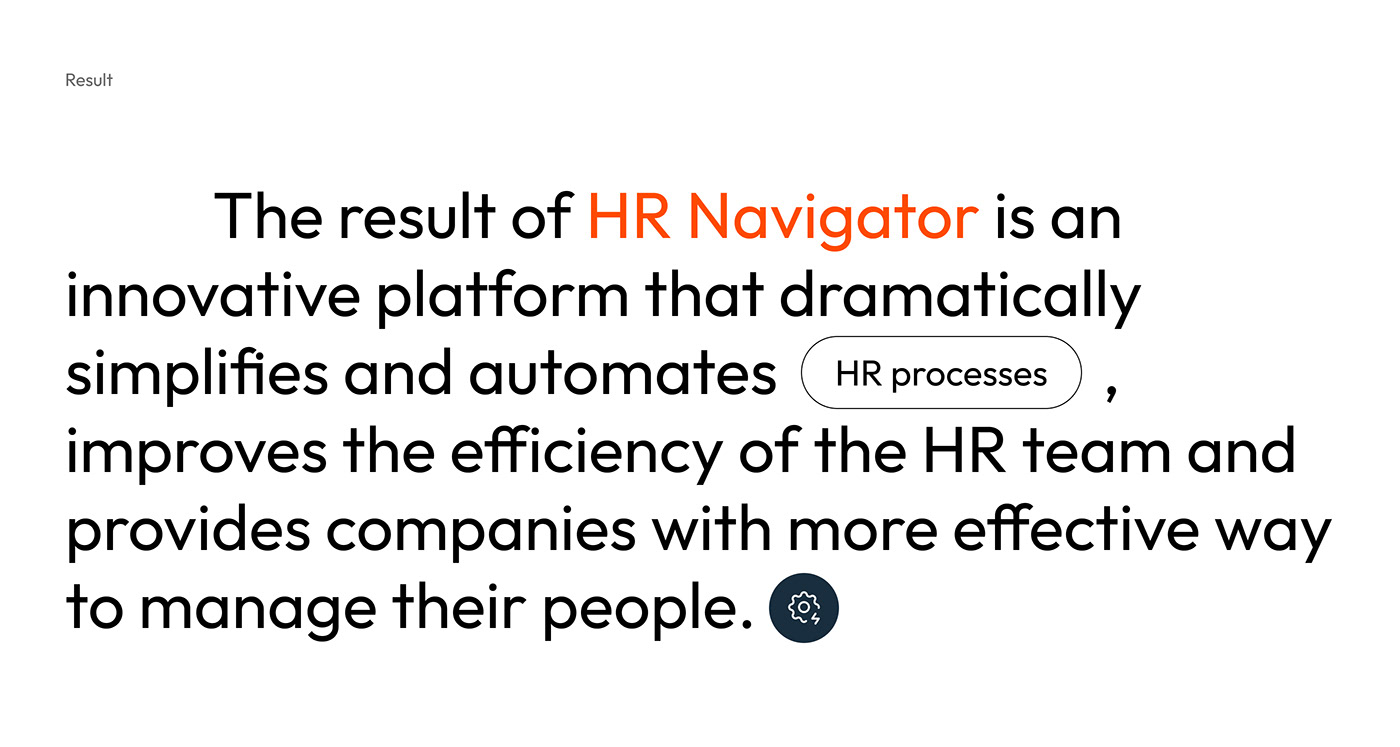 Result
The result of HR Navigator is an
innovative platform that dramatically
simplifies and automates HR processes ,
improves the efficiency of the HR team and
provides companies with more effective way
to manage their people.